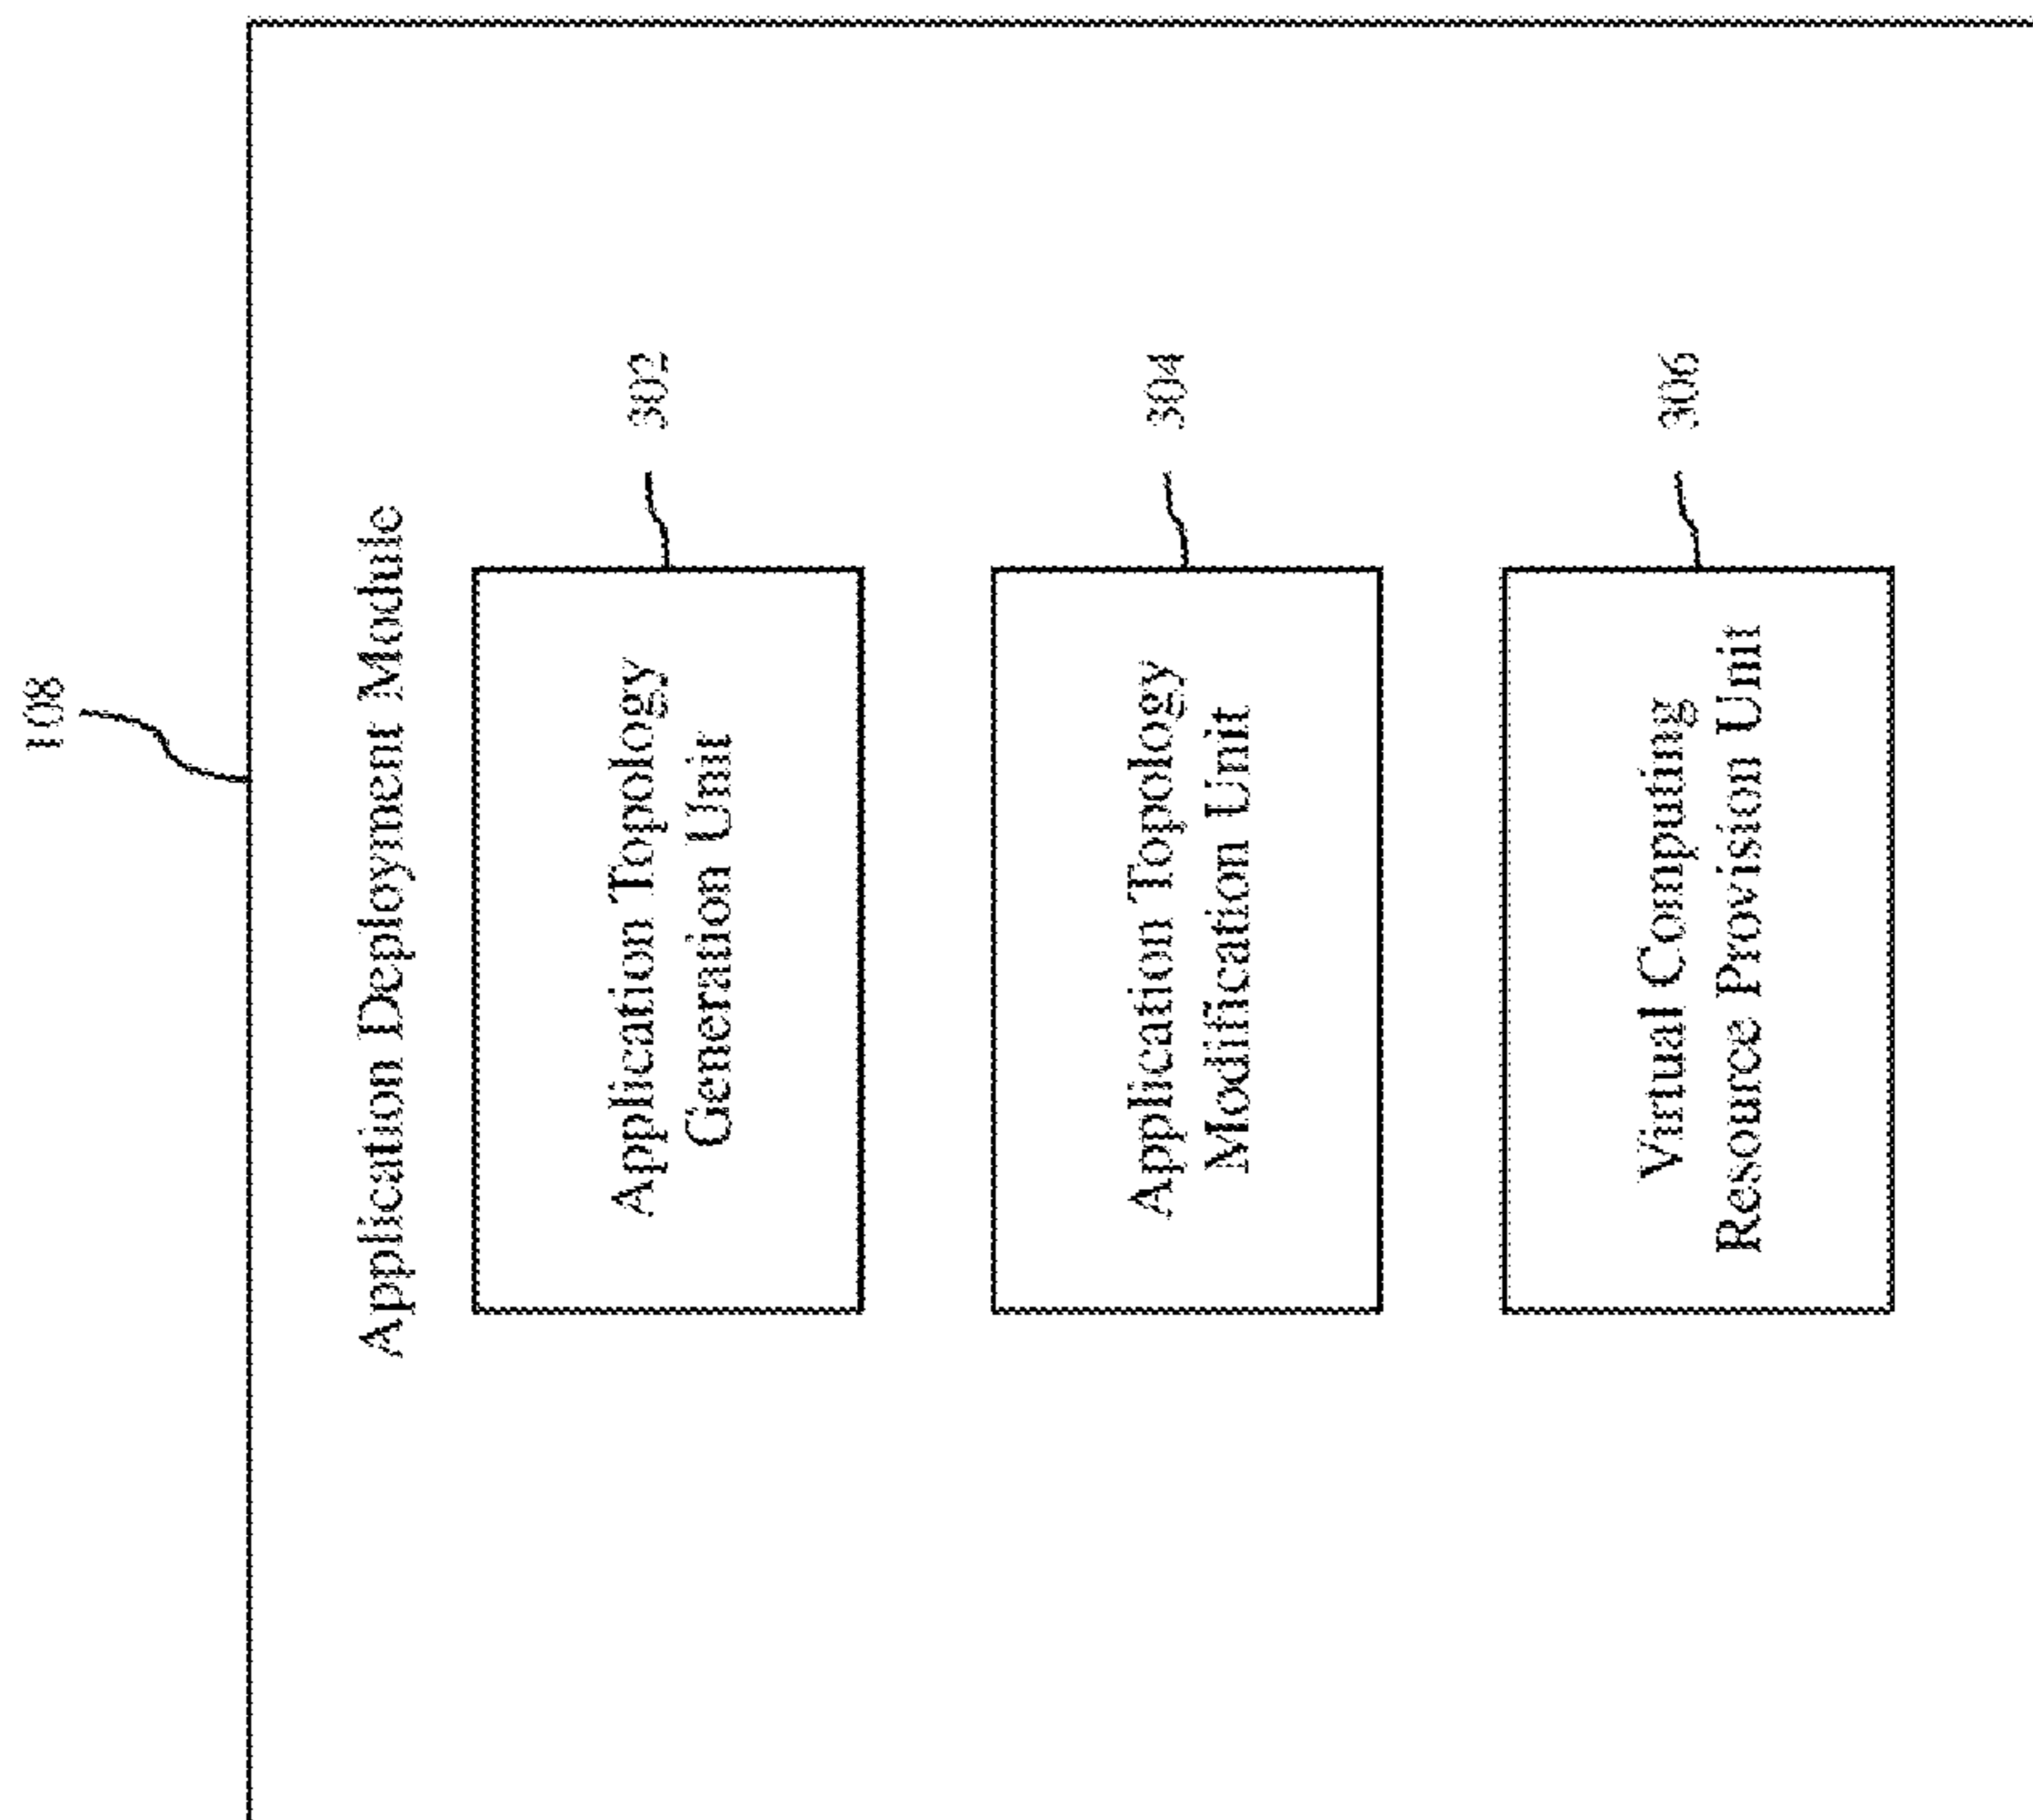 108
Application Deployment Module
302
Application Topology
Generation Unit
304
Application Topology
Modification Unit
306
Virtual Computing
Resource Provision Unit